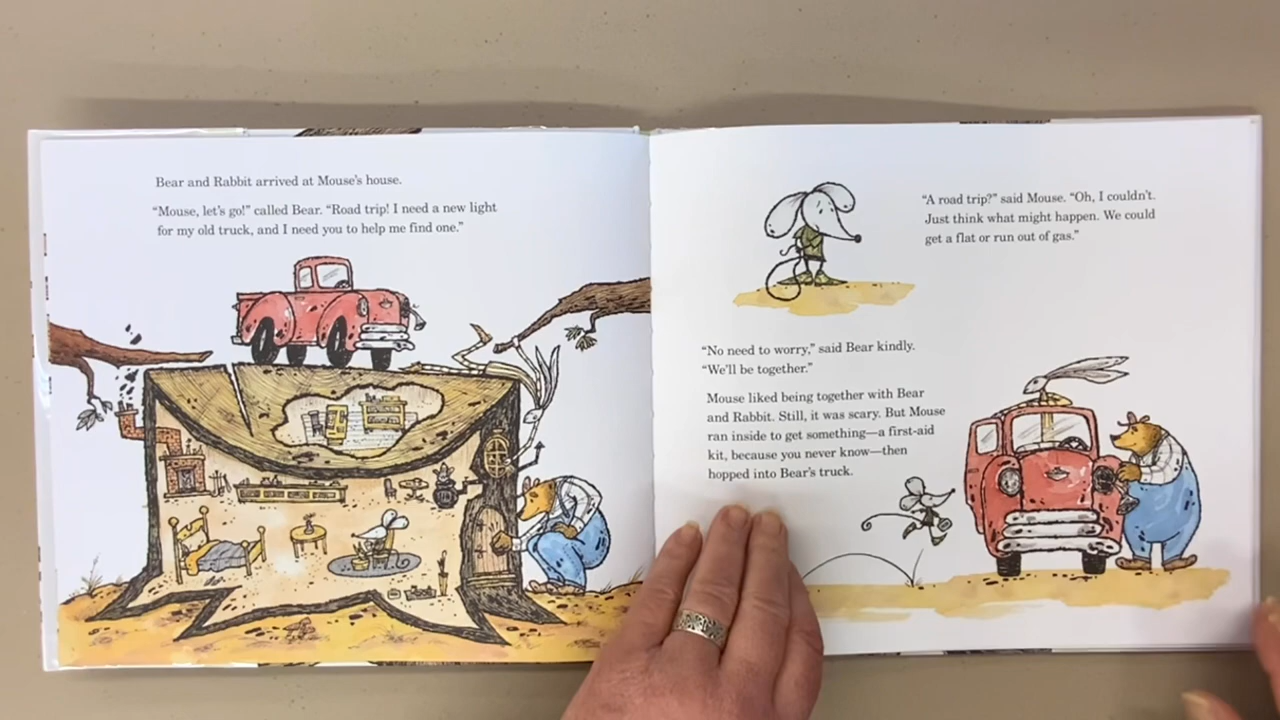 Bear and Rabbit arrived at Mouse's house.
"Mouse, let's go!" called Bear. "Road trip! I need a new light
for my old truck, and I need you to help me find one."
"A road trip?" said Mouse. "Oh, I couldn't.
Just think what might happen. We could
get a flat or run out of gas."
"No need to worry," said Bear kindly.
"We'll be together."
Mouse liked being together with Bear
and Rabbit. Still, it was scary. But Mouse
ran inside to get something—a first-aid
kit, because you never know—then
hopped into Bear's truck.